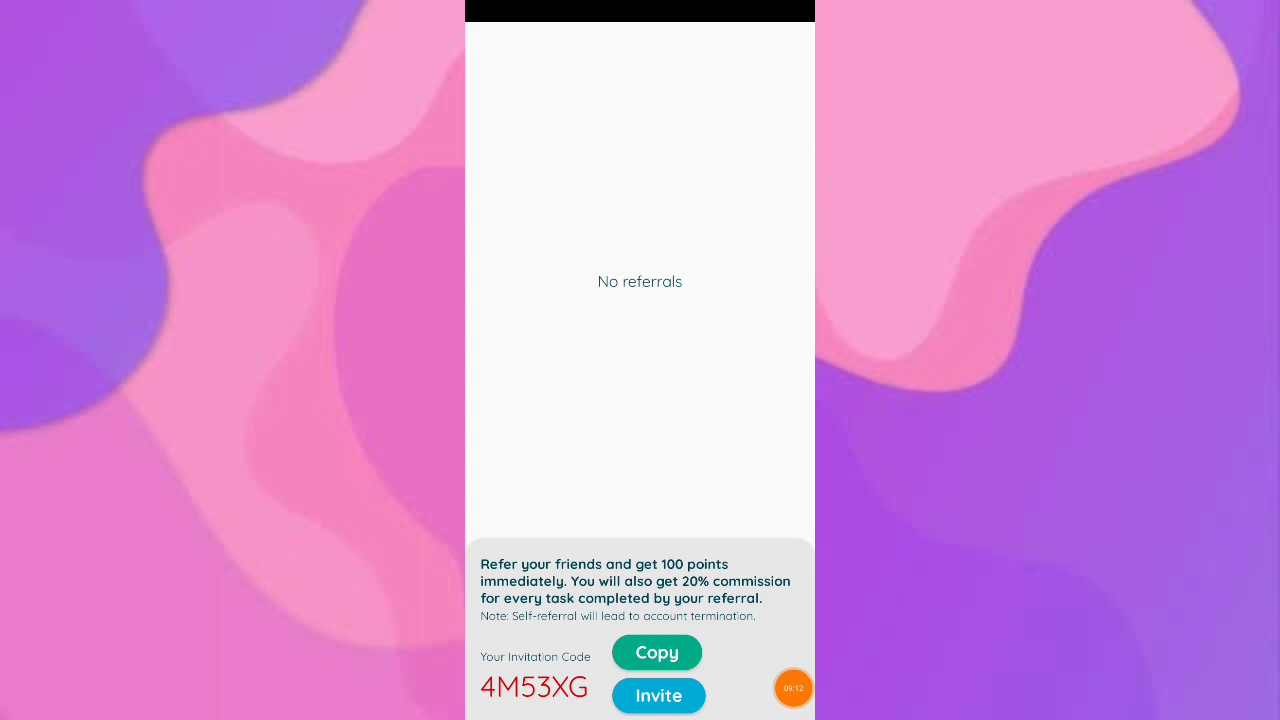 No referrals
Refer your friends and get 100 points
immediately. You will also get 20% commission
for every task completed by your referral.
Note: Self-referral will lead to account termination.
Your Invitation Code
4M53XG
Copy
Invite
09:12